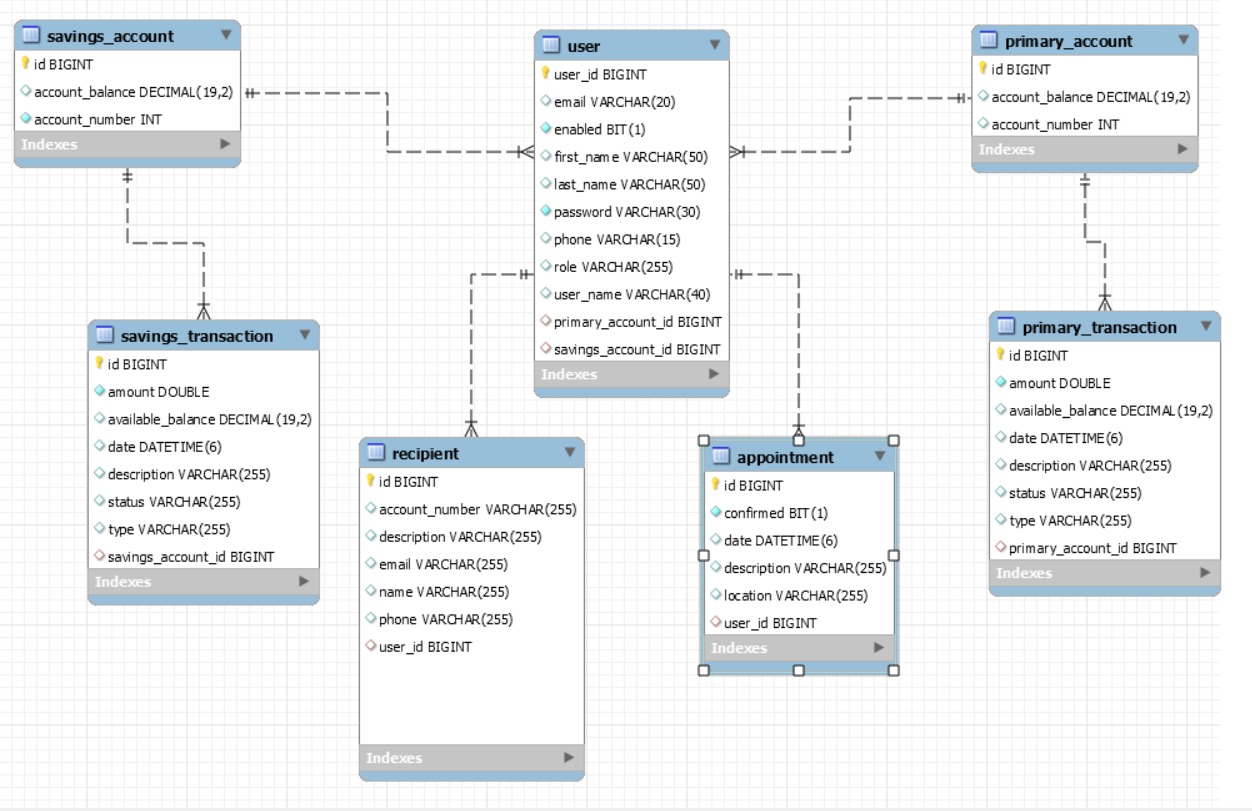 savings_account
id BIGINT
account_balance DECIMAL(19,2)
account_number INT
Indexes
user
user_id BIGINT
email VARCHAR(20)
enabled BIT(1)
first_name VARCHAR(50)
last_name VARCHAR(50)
password VARCHAR(30)
phone VARCHAR(15)
role VARCHAR(255)
user_name VARCHAR(40)
primary_account_id BIGINT
savings_account_id BIGINT
Indexes
primary_account
id BIGINT
account_balance DECIMAL(19,2)
account_number INT
Indexes
savings_transaction
id BIGINT
amount DOUBLE
available_balance DECIMAL(19,2)
date DATETIME(6)
description VARCHAR(255)
status VARCHAR(255)
type VARCHAR(255)
savings_account_id BIGINT
Indexes
recipient
id BIGINT
account_number VARCHAR(255)
description VARCHAR(255)
email VARCHAR(255)
name VARCHAR(255)
phone VARCHAR(255)
user_id BIGINT
Indexes
appointment
id BIGINT
confirmed BIT(1)
date DATETIME(6)
description VARCHAR(255)
location VARCHAR(255)
user_id BIGINT
Indexes
primary_transaction
id BIGINT
amount DOUBLE
available_balance DECIMAL(19,2)
date DATETIME(6)
description VARCHAR(255)
status VARCHAR(255)
type VARCHAR(255)
primary_account_id BIGINT
Indexes